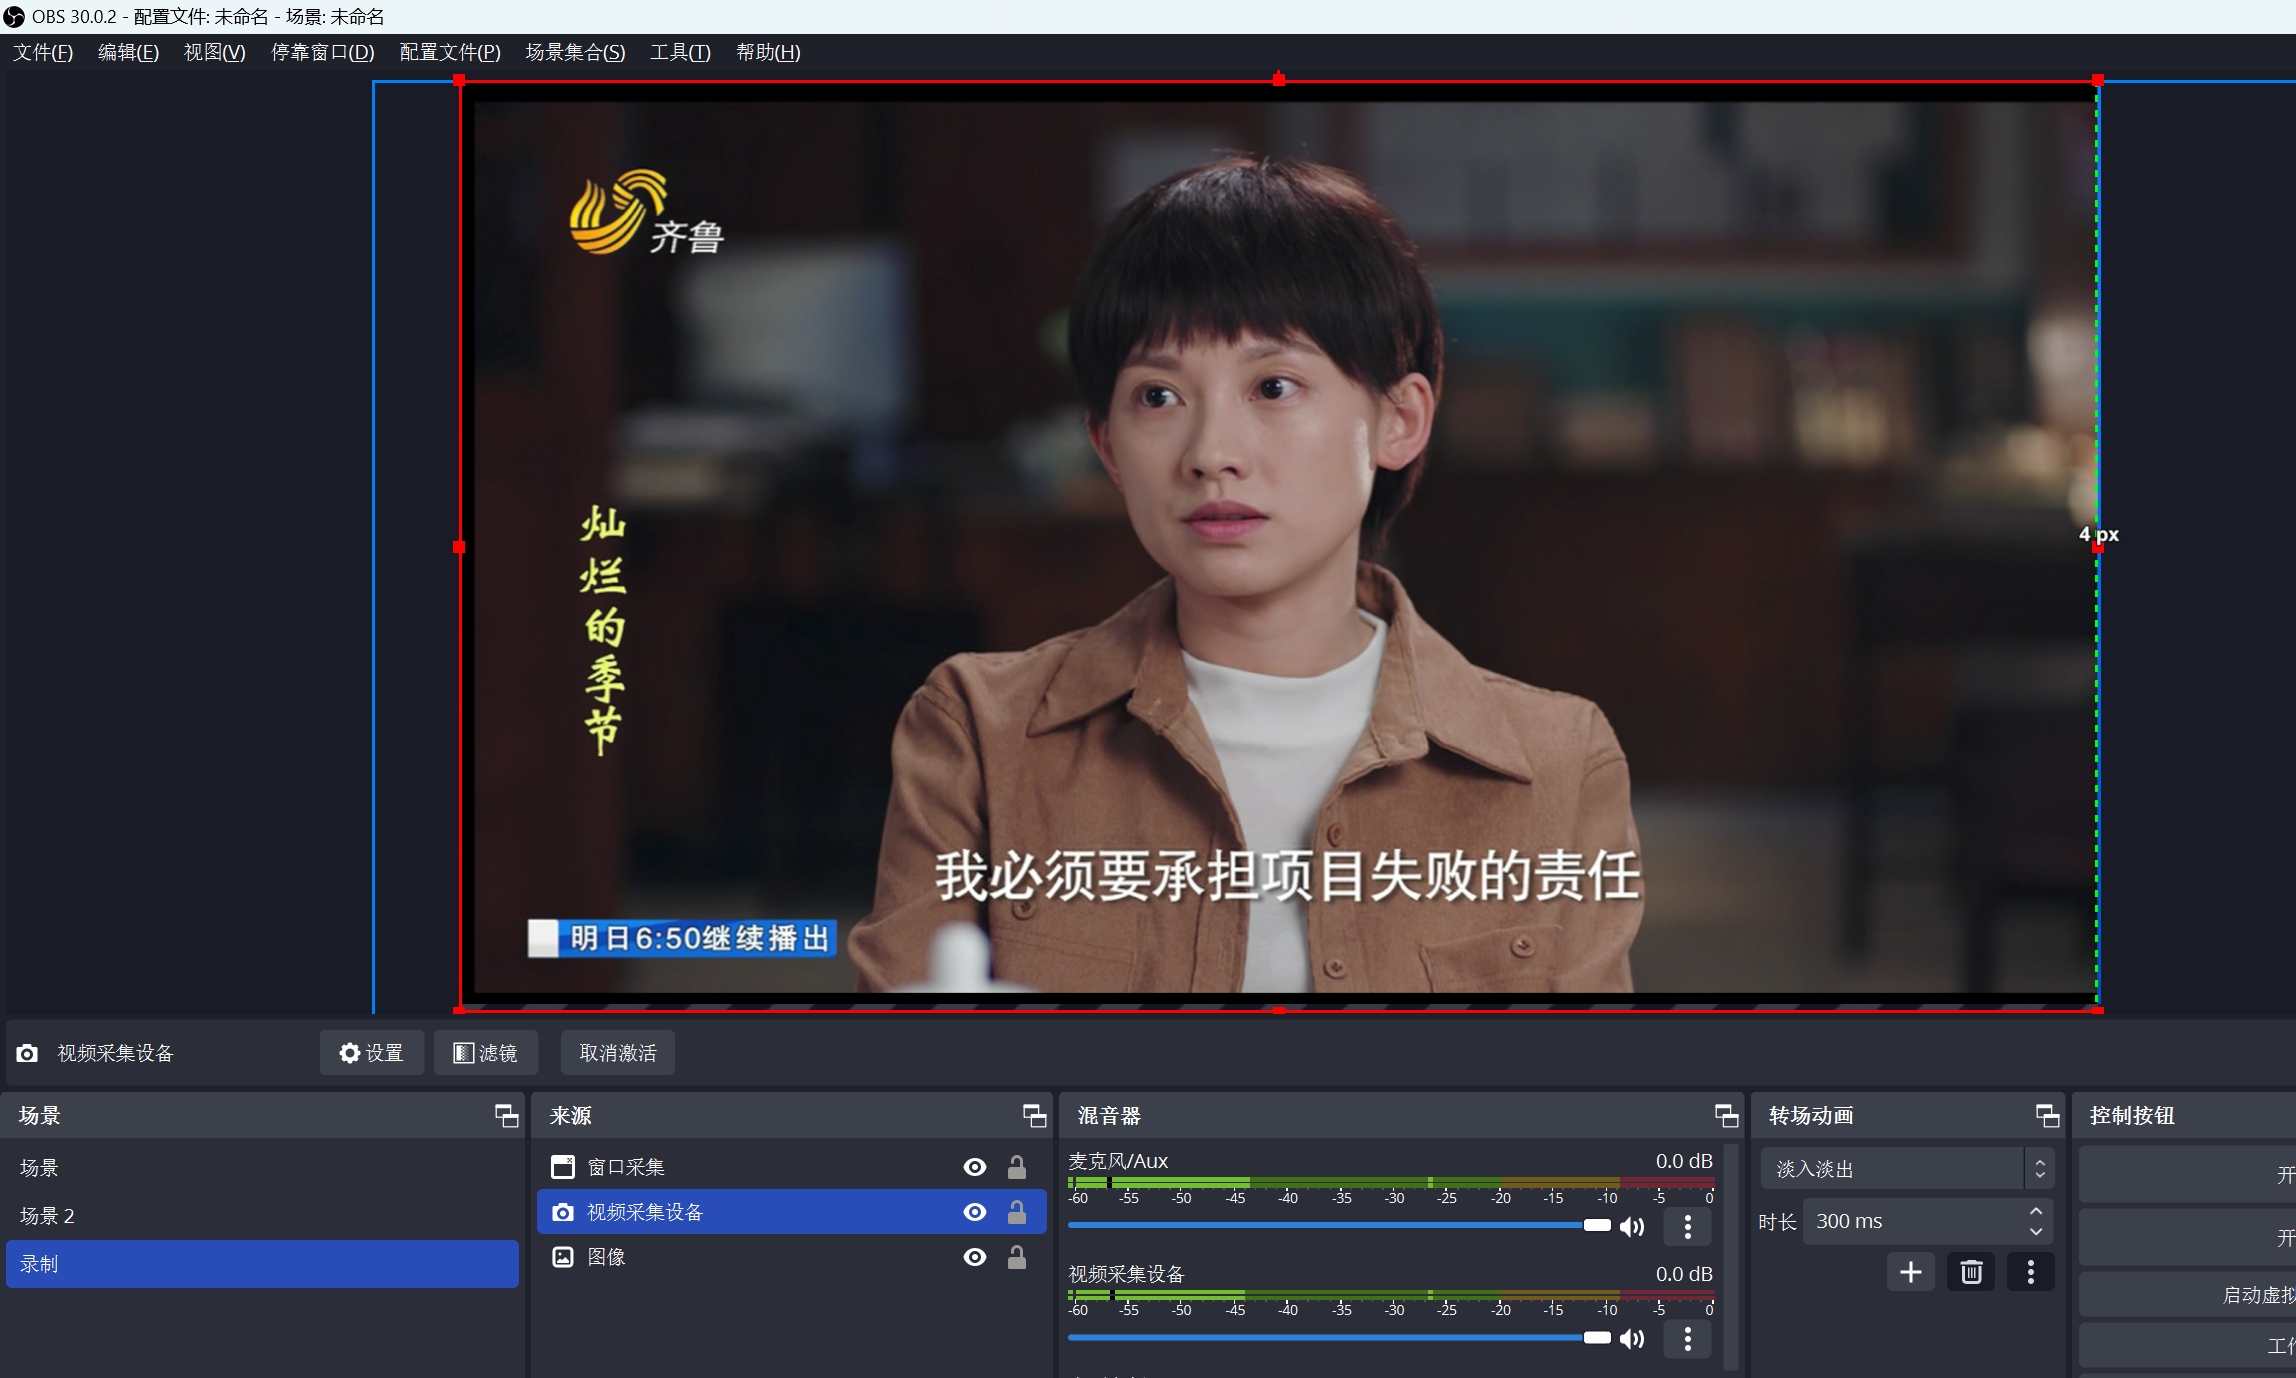 OBS 30.0.2 - 配置文件: 未命名 - 场景: 未命名
文件(F) 编辑(E) 视图(V) 停靠窗口(D) 配置文件(P) 场景集合(S) 工具(T) 帮助(H)
齐鲁
灿烂的季节
4 px
我必须要承担项目失败的责任
明日6:50继续播出
视频采集设备 设置 滤镜 取消激活
场景
场景
场景 2
录制
来源
窗口采集
视频采集设备
图像
混音器
麦克风/Aux 0.0 dB
-60 -55 -50 -45 -40 -35 -30 -25 -20 -15 -10 -5 0
视频采集设备 0.0 dB
-60 -55 -50 -45 -40 -35 -30 -25 -20 -15 -10 -5 0
转场动画
淡入淡出
时长 300 ms
控制按钮
开
开
启动虚拟
工作